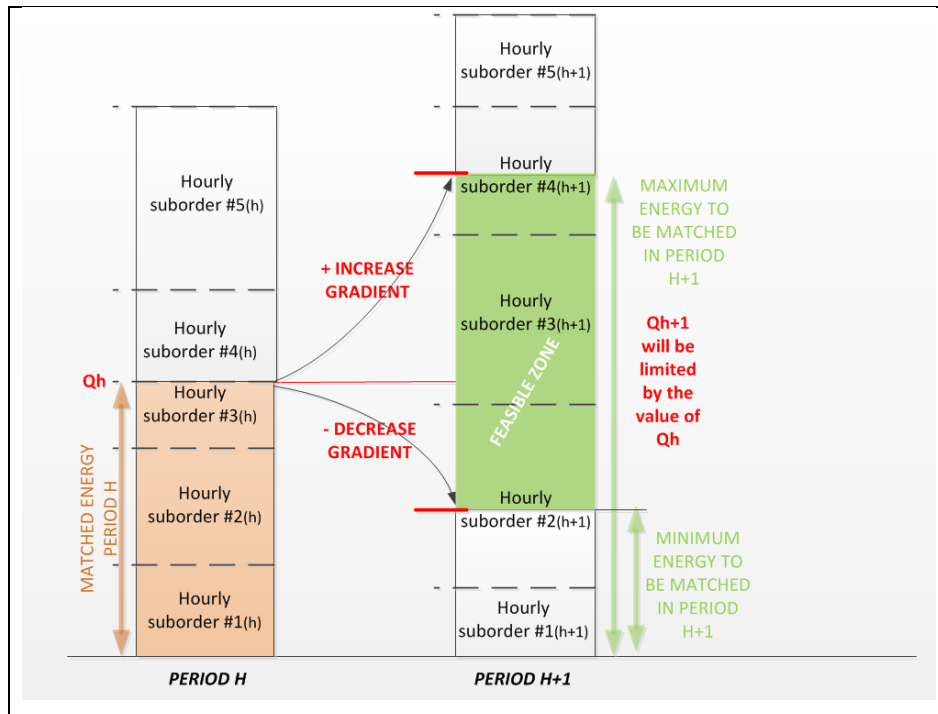 Hourly
suborder #5(h+1)
Hourly
suborder #4(h+1)
Hourly
suborder #3(h+1)
FEASIBLE ZONE
Hourly
suborder #2(h+1)
Hourly
suborder #1(h+1)
Hourly
suborder #5(h)
Hourly
suborder #4(h)
Qh
Hourly
suborder #3(h)
Hourly
suborder #2(h)
Hourly
suborder #1(h)
MATCHED ENERGY
PERIOD H
+ INCREASE
GRADIENT
- DECREASE
GRADIENT
MAXIMUM
ENERGY TO
BE MATCHED
IN PERIOD
H+1
Qh+1
will be
limited
by the
value of
Qh
MINIMUM
ENERGY TO
BE MATCHED
IN PERIOD
H+1
PERIOD H
PERIOD H+1